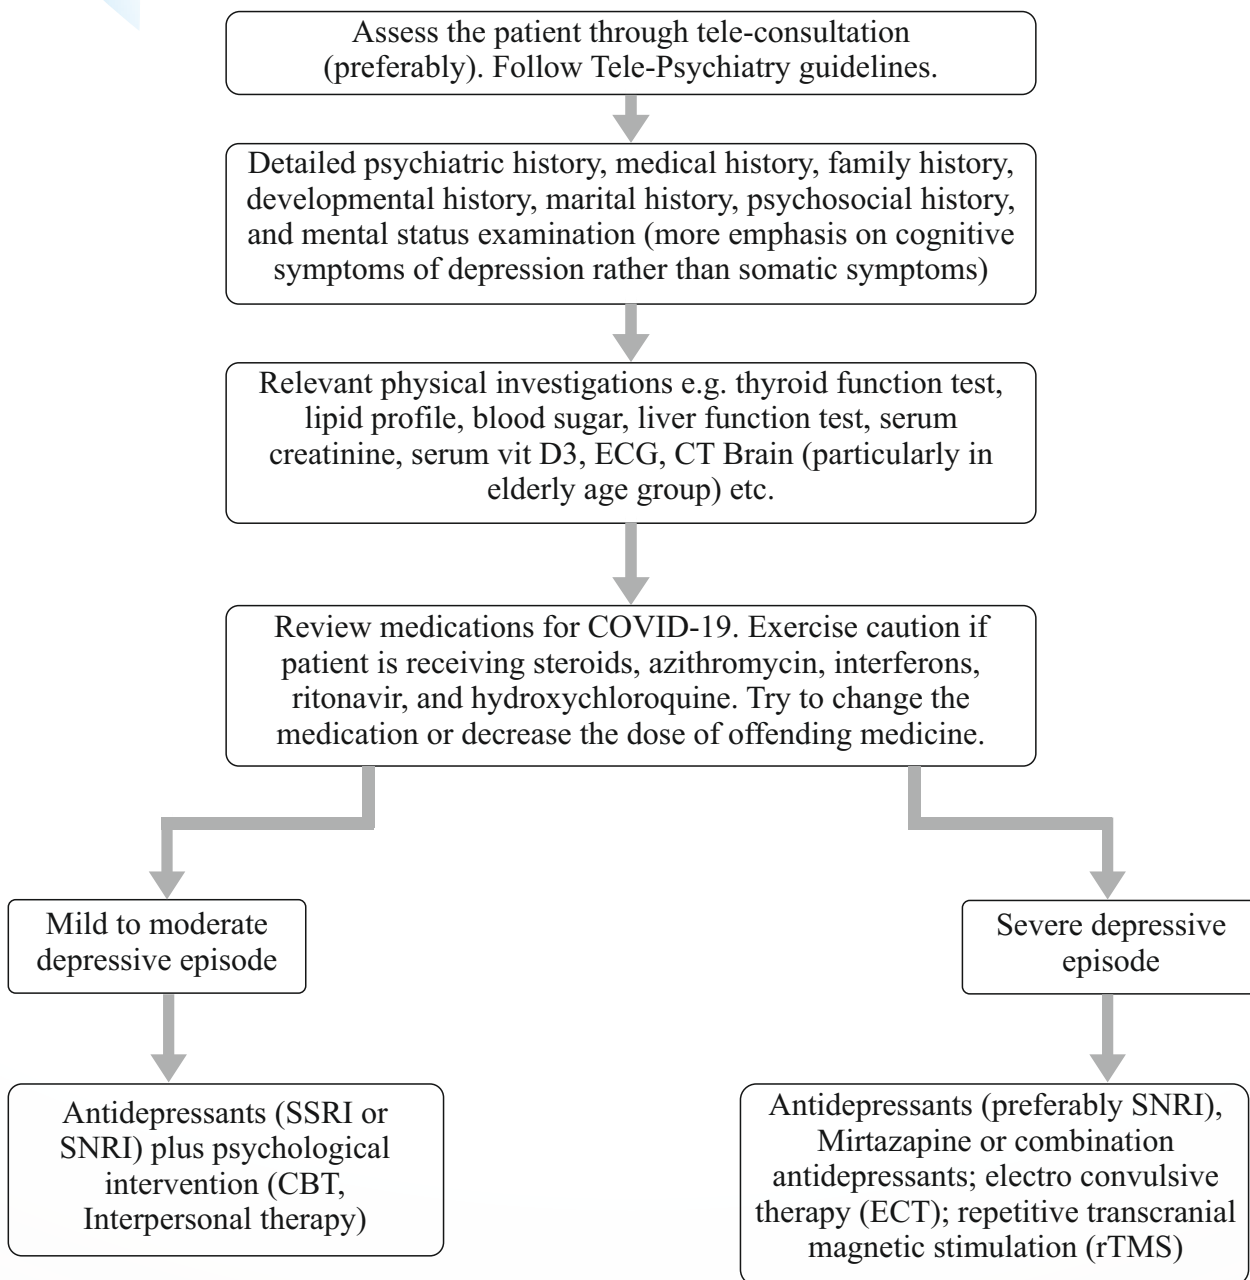 Assess the patient through tele-consultation
(preferably). Follow Tele-Psychiatry guidelines.
Detailed psychiatric history, medical history, family history,
developmental history, marital history, psychosocial history,
and mental status examination (more emphasis on cognitive
symptoms of depression rather than somatic symptoms)
Relevant physical investigations e.g. thyroid function test,
lipid profile, blood sugar, liver function test, serum
creatinine, serum vit D3, ECG, CT Brain (particularly in
elderly age group) etc.
Review medications for COVID-19. Exercise caution if
patient is receiving steroids, azithromycin, interferons,
ritonavir, and hydroxychloroquine. Try to change the
medication or decrease the dose of offending medicine.
Mild to moderate
depressive episode
Severe depressive
episode
Antidepressants (SSRI or
SNRI) plus psychological
intervention (CBT,
Interpersonal therapy)
Antidepressants (preferably SNRI),
Mirtazapine or combination
antidepressants; electro convulsive
therapy (ECT); repetitive transcranial
magnetic stimulation (rTMS)